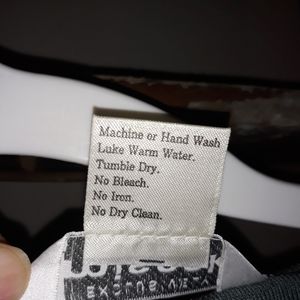 Machine or Hand Wash
Luke Warm Water.
Tumble Dry.
No Bleach.
No Iron.
No Dry Clean.